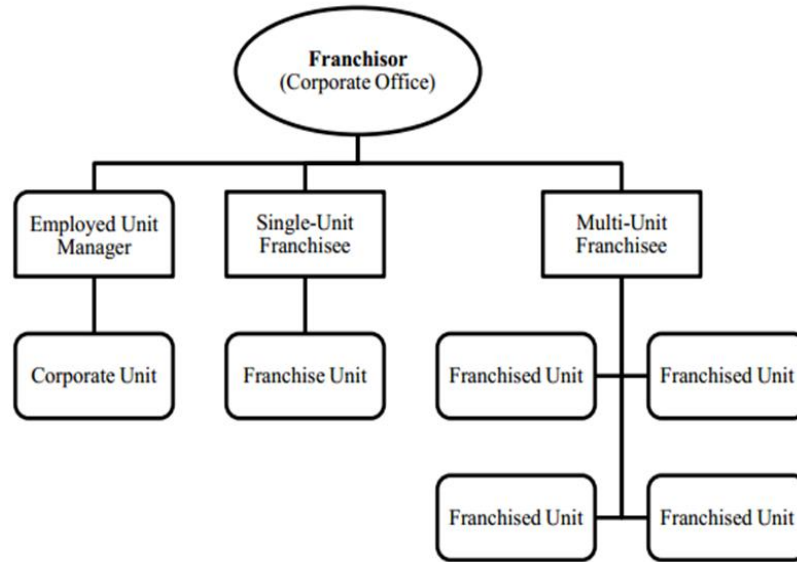 Franchisor
(Corporate Office)
Employed Unit
Manager
Single-Unit
Franchisee
Multi-Unit
Franchisee
Corporate Unit
Franchise Unit
Franchised Unit
Franchised Unit
Franchised Unit
Franchised Unit